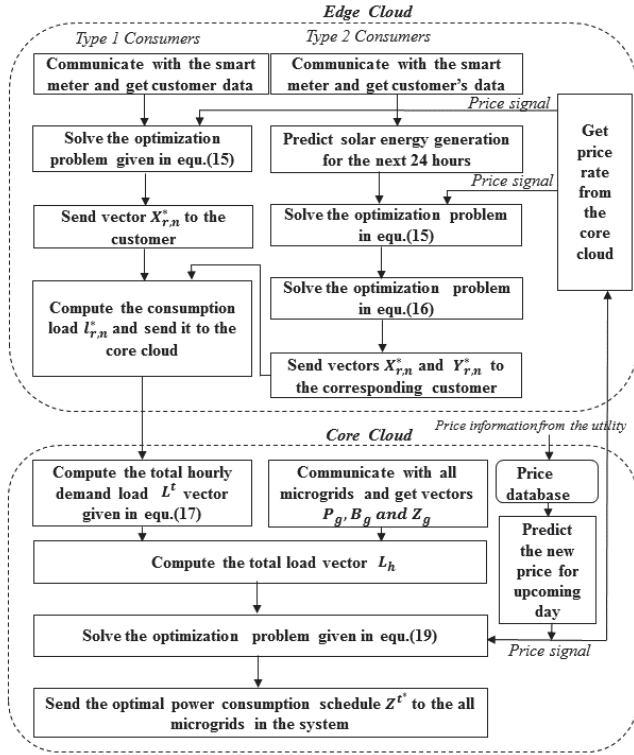 Edge Cloud
Type 1 Consumers
Type 2 Consumers
Communicate with the smart
meter and get customer data
Communicate with the smart
meter and get customer's data
Price signal
Solve the optimization
problem given in equ.(15)
Predict solar energy generation
for the next 24 hours
Get
price
rate
from
the
core
cloud
Price signal
Send vector X*r,n to the
customer
Solve the optimization problem
in equ.(15)
Compute the consumption
load l*r,n and send it to the
core cloud
Solve the optimization problem
in equ.(16)
Send vectors X*r,n and Y*r,n to
the corresponding customer
Price information from the utility
Core Cloud
Compute the total hourly
demand load L^t vector
given in equ.(17)
Communicate with all
microgrids and get vectors
Pg, Bg and Zg
Price
database
Predict
the new
price for
upcoming
day
Compute the total load vector Lh
Solve the optimization problem given in equ.(19)
Price signal
Send the optimal power consumption schedule Z^t* to the all
microgrids in the system